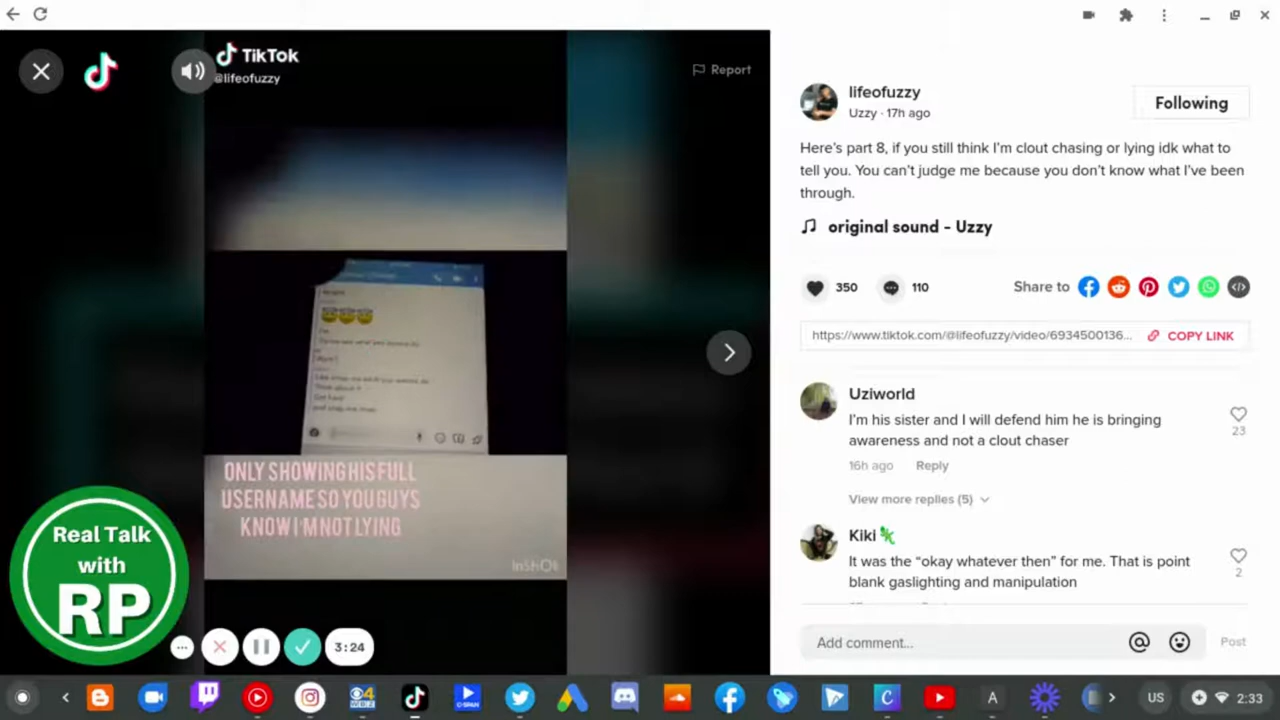 TikTok
@lifeofuzzy
Report
ONLY SHOWING HIS FULL
USERNAME SO YOU GUYS
KNOW I'M NOT LYING
InShOt
Real Talk
with
RP
3:24
lifeofuzzy
Uzzy · 17h ago
Following
Here's part 8, if you still think I'm clout chasing or lying idk what to
tell you. You can't judge me because you don't know what I've been
through.
original sound - Uzzy
350
110
Share to
https://www.tiktok.com/@lifeofuzzy/video/6934500136...
COPY LINK
Uziworld
I'm his sister and I will defend him he is bringing
awareness and not a clout chaser
23
16h ago
Reply
View more replies (5)
Kiki
It was the “okay whatever then” for me. That is point
blank gaslighting and manipulation
2
Add comment...
Post
4
C-SPAN
C
A
US
2:33